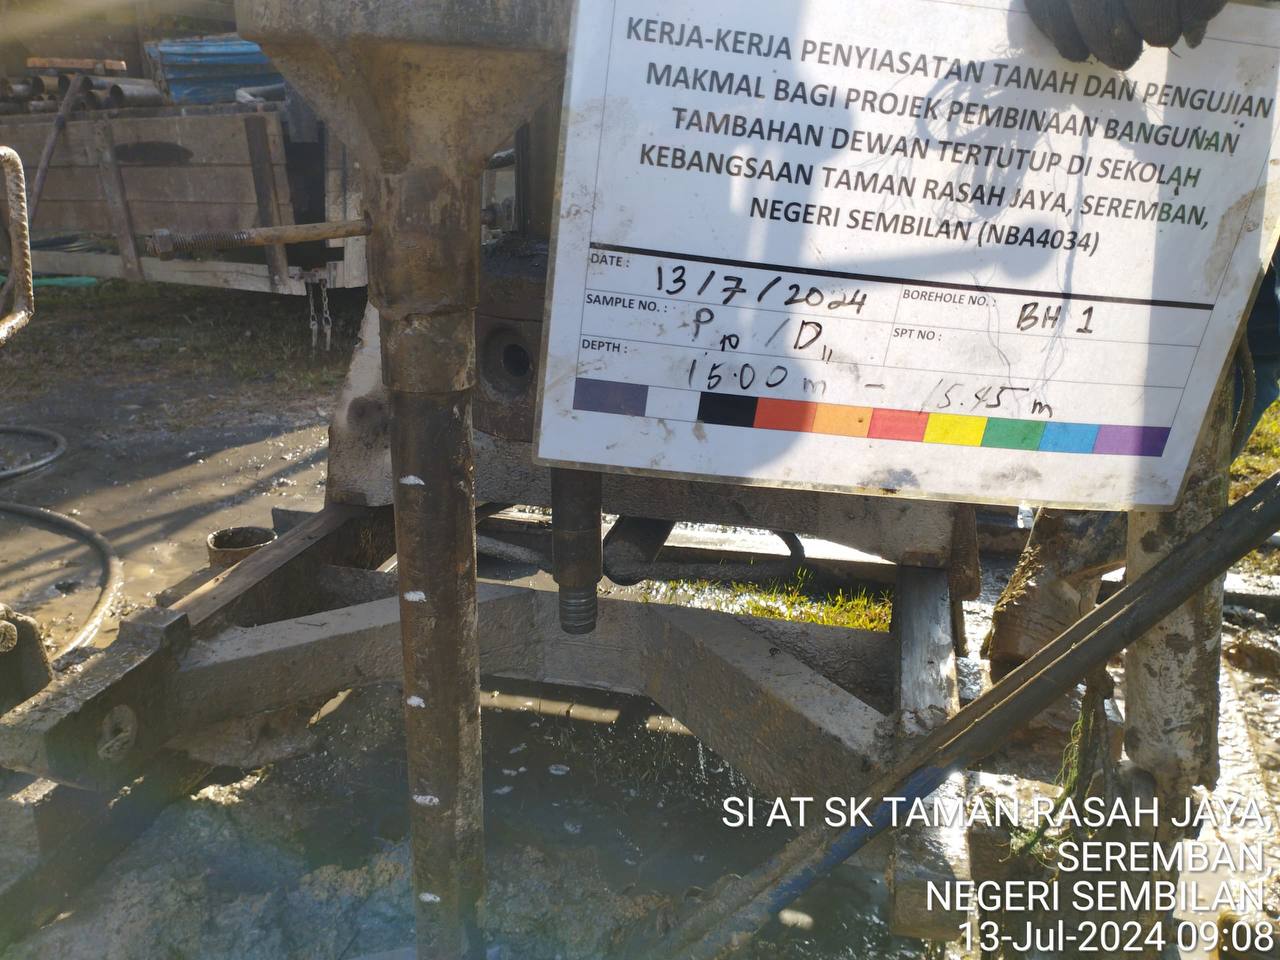 KERJA-KERJA PENYIASATAN TANAH DAN PENGUJIAN
MAKMAL BAGI PROJEK PEMBINAAN BANGUNAN
TAMBAHAN DEWAN TERTUTUP DI SEKOLAH
KEBANGSAAN TAMAN RASAH JAYA, SEREMBAN,
NEGERI SEMBILAN (NBA4034)
DATE : 13/7/2024
BOREHOLE NO. : BH 1
SAMPLE NO. : P10 / D11
SPT NO :
DEPTH : 15.00 m - 15.45 m
SI AT SK TAMAN RASAH JAYA,
SEREMBAN,
NEGERI SEMBILAN.
13-Jul-2024 09:08